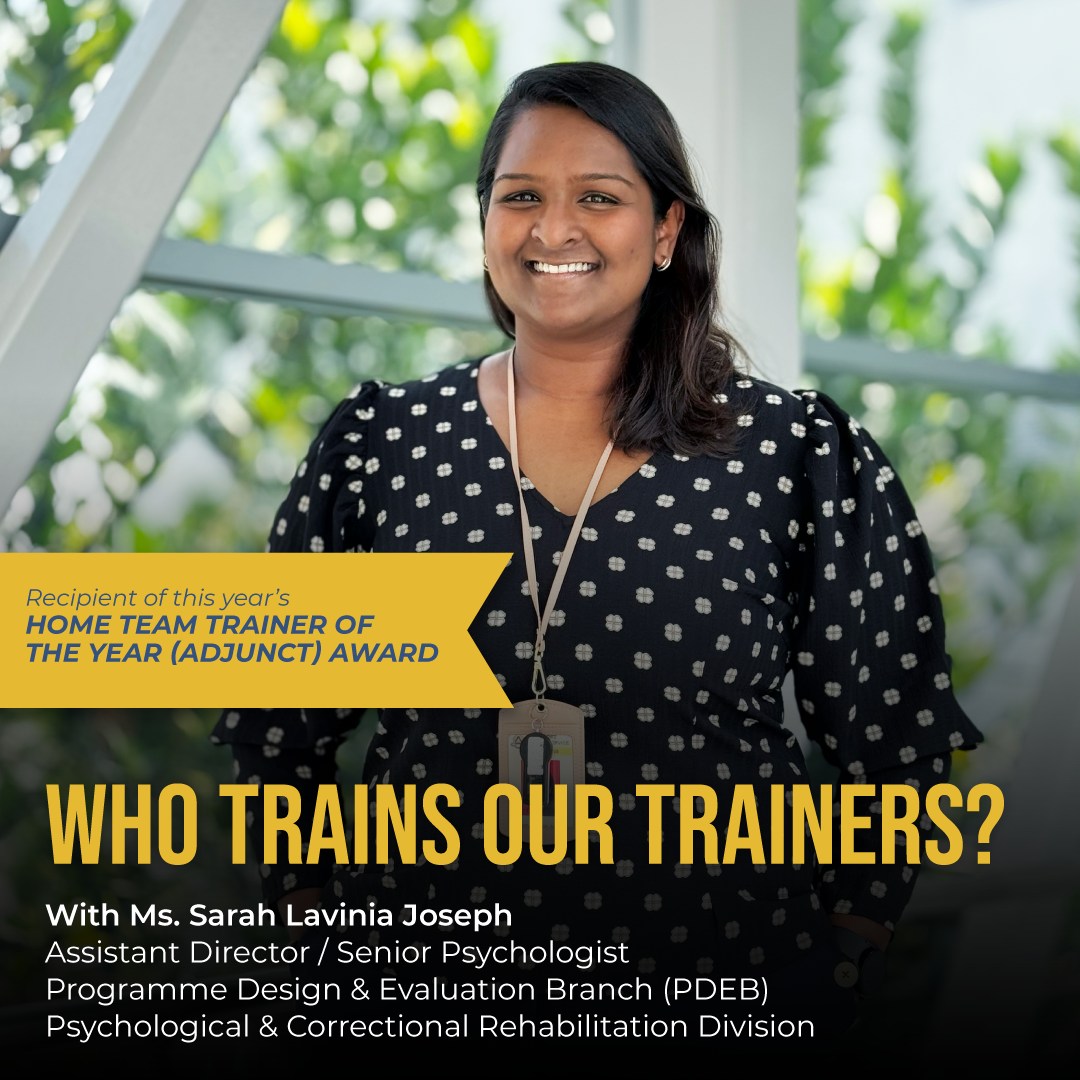 Recipient of this year's
HOME TEAM TRAINER OF
THE YEAR (ADJUNCT) AWARD
WHO TRAINS OUR TRAINERS?
With Ms. Sarah Lavinia Joseph
Assistant Director / Senior Psychologist
Programme Design & Evaluation Branch (PDEB)
Psychological & Correctional Rehabilitation Division